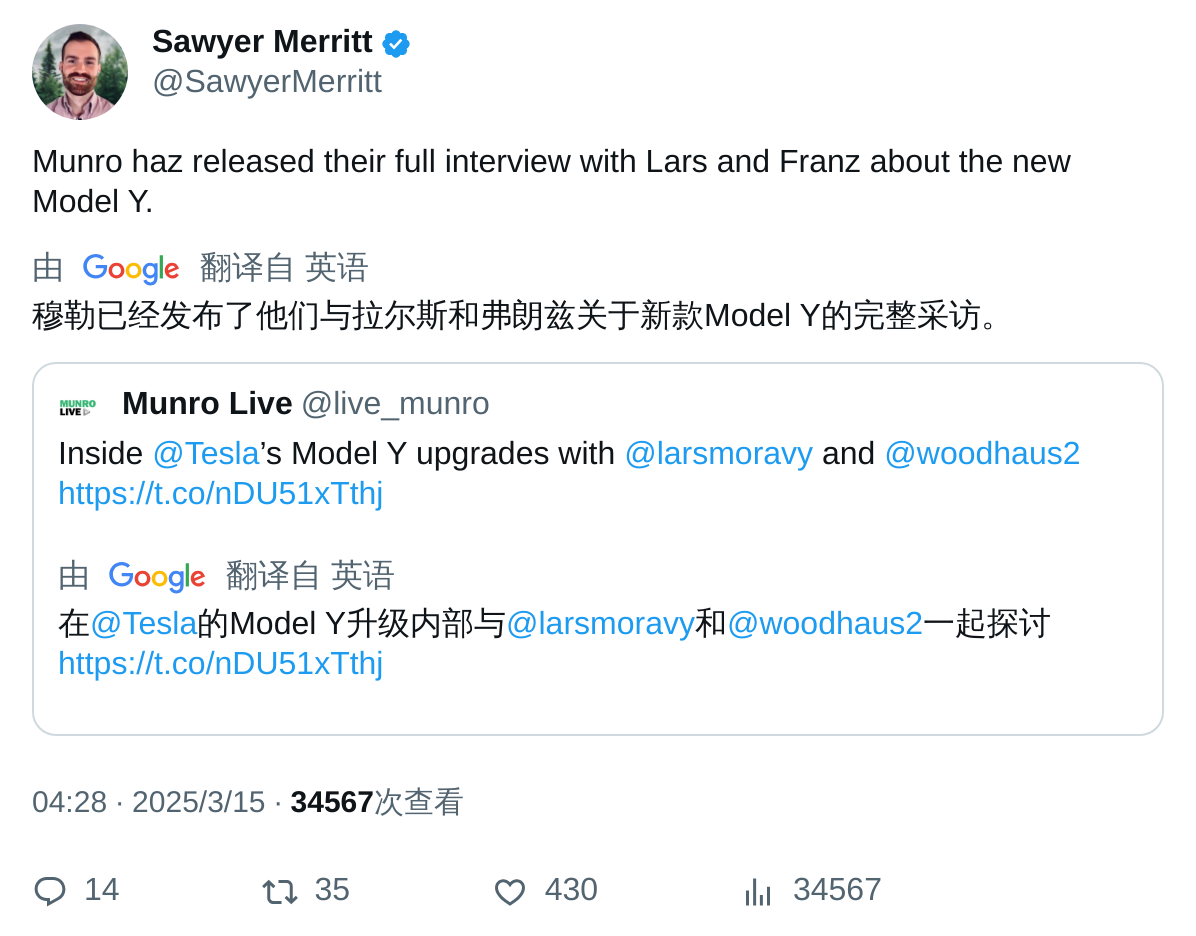 Sawyer Merritt
@SawyerMerritt
Munro haz released their full interview with Lars and Franz about the new
Model Y.
由 Google 翻译自 英语
穆勒已经发布了他们与拉尔斯和弗朗兹关于新款Model Y的完整采访。
MUNRO
LIVE
Munro Live @live_munro
Inside @Tesla’s Model Y upgrades with @larsmoravy and @woodhaus2
https://t.co/nDU51xTthj
由 Google 翻译自 英语
在@Tesla的Model Y升级内部与@larsmoravy和@woodhaus2一起探讨
https://t.co/nDU51xTthj
04:28 · 2025/3/15 · 34567次查看
14 35 430 34567